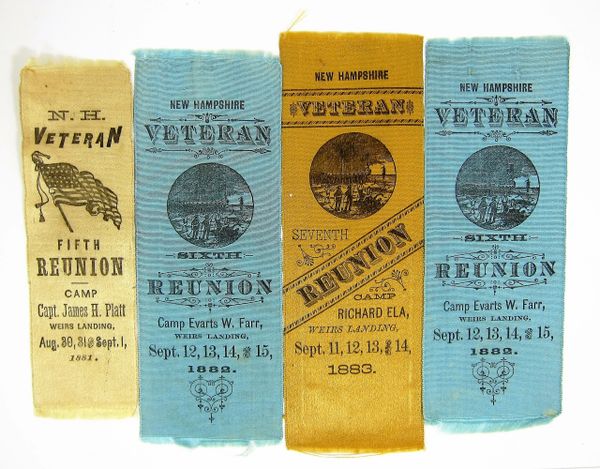 N. H.
VETERAN
FIFTH
REUNION
CAMP
Capt. James H. Platt
WEIRS LANDING,
Aug. 30, 31 & Sept. 1,
1881.
NEW HAMPSHIRE
VETERAN
SIXTH
REUNION
Camp Evarts W. Farr,
WEIRS LANDING,
Sept. 12, 13, 14, & 15,
1882.
NEW HAMPSHIRE
VETERAN
SEVENTH
REUNION
CAMP
RICHARD ELA,
WEIRS LANDING,
Sept. 11, 12, 13, & 14,
1883.
NEW HAMPSHIRE
VETERAN
SIXTH
REUNION
Camp Evarts W. Farr,
WEIRS LANDING,
Sept. 12, 13, 14, & 15,
1882.